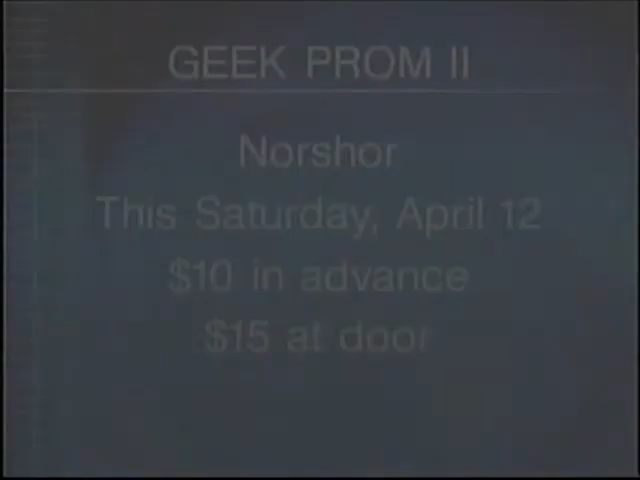 GEEK PROM II
Norshor
This Saturday, April 12
$10 in advance
$15 at door